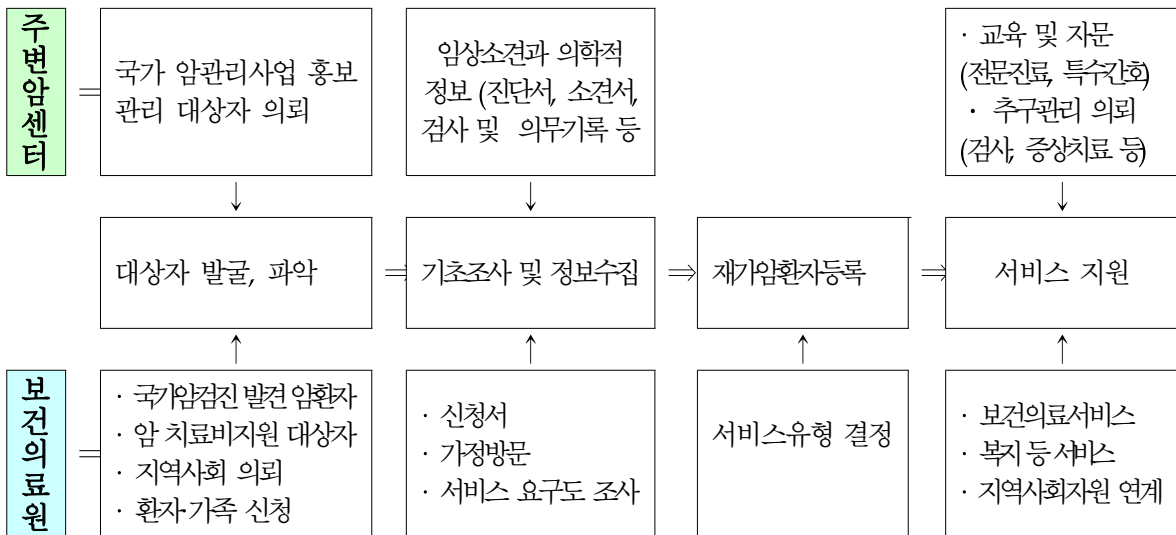 주변암센터
국가 암관리사업 홍보
관리 대상자 의뢰
임상소견과 의학적
정보 (진단서, 소견서,
검사 및 의무기록 등
· 교육 및 자문
(전문진료, 특수간호)
· 추구관리 의뢰
(검사, 증상치료 등)
대상자 발굴, 파악
기초조사 및 정보수집
재가암환자등록
서비스 지원
보건의료원
· 국가암검진 발견 암환자
· 암 치료비지원 대상자
· 지역사회 의뢰
· 환자·가족 신청
· 신청서
· 가정방문
· 서비스 요구도 조사
서비스유형 결정
· 보건의료서비스
· 복지 등 서비스
· 지역사회자원 연계